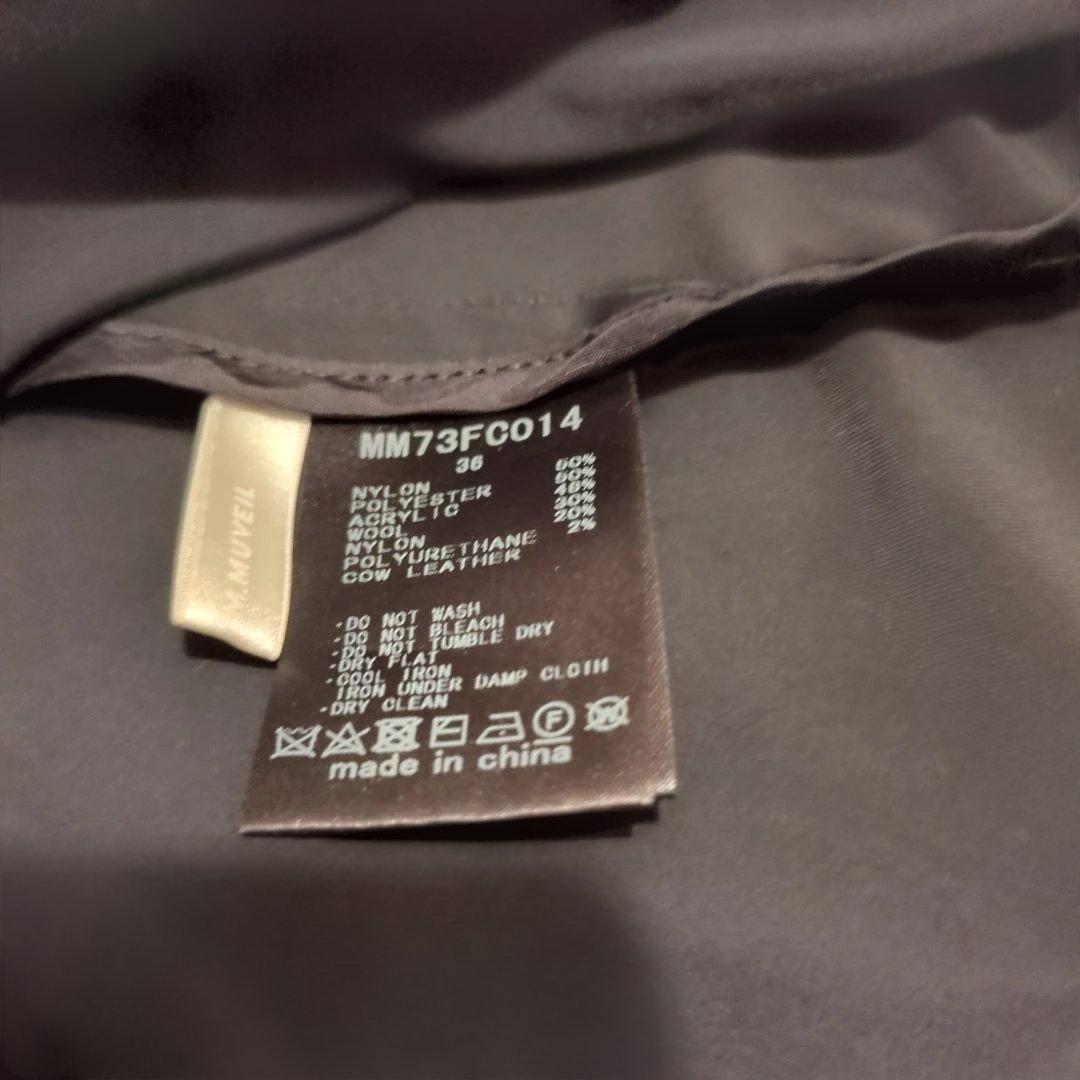 M.MUVEIL
MM73FC014
36
NYLON 50%
POLYESTER 50%
ACRYLIC 48%
WOOL 30%
NYLON 20%
POLYURETHANE 2%
COW LEATHER
-DO NOT WASH
-DO NOT BLEACH
-DO NOT TUMBLE DRY
-DRY FLAT
-COOL IRON
IRON UNDER DAMP CLOTH
-DRY CLEAN
F W
made in china